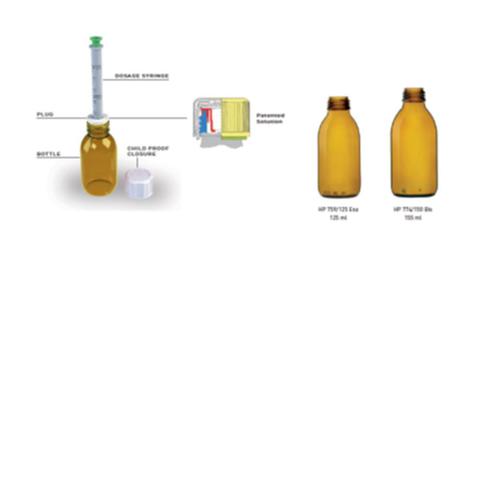 DOSAGE SYRINGE
PLUG
Patented
Solution
BOTTLE
CHILD PROOF
CLOSURE
125 ml
155 ml